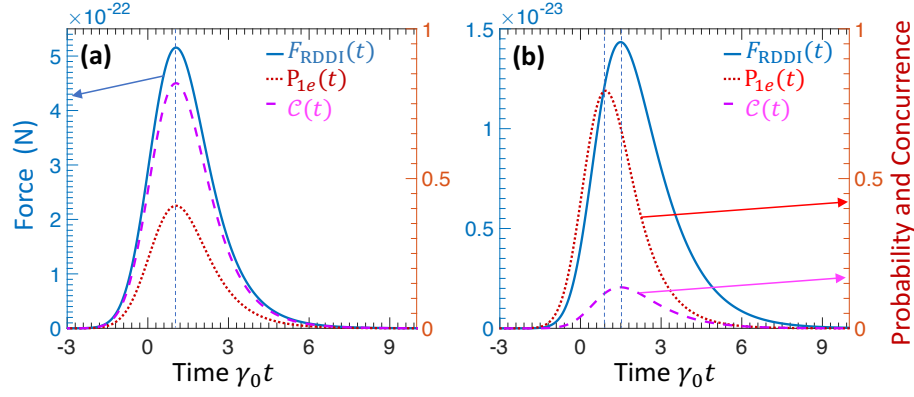 ×10⁻²²
(a)
F_RDDI(t)
P_1e(t)
𝒞(t)
Force (N)
5
4
3
2
1
0
1
0.5
0
-3 0 3 6 9
Time γ₀t
×10⁻²³
(b)
F_RDDI(t)
P_1e(t)
𝒞(t)
1.5
1
0.5
0
1
0.5
0
-3 0 3 6 9
Time γ₀t
Probability and Concurrence